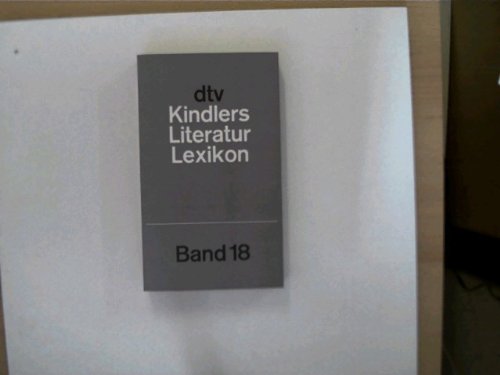 dtv
Kindlers
Literatur
Lexikon
Band 18